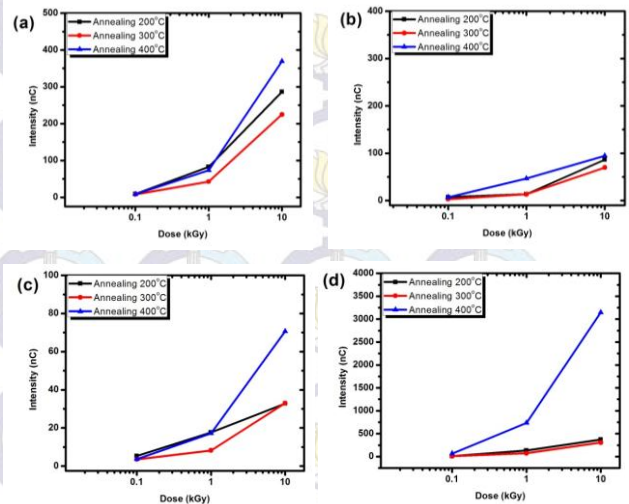 (a)
Annealing 200°C
Annealing 300°C
Annealing 400°C
500
400
300
200
100
0
Intensity (nC)
0.1 1 10
Dose (kGy)
(b)
Annealing 200°C
Annealing 300°C
Annealing 400°C
400
300
200
100
0
Intensity (nC)
0.1 1 10
Dose (kGy)
(c)
Annealing 200°C
Annealing 300°C
Annealing 400°C
100
80
60
40
20
0
Intensity (nC)
0.1 1 10
Dose (kGy)
(d)
Annealing 200°C
Annealing 300°C
Annealing 400°C
4000
3500
3000
2500
2000
1500
1000
500
0
Intensity (nC)
0.1 1 10
Dose (kGy)